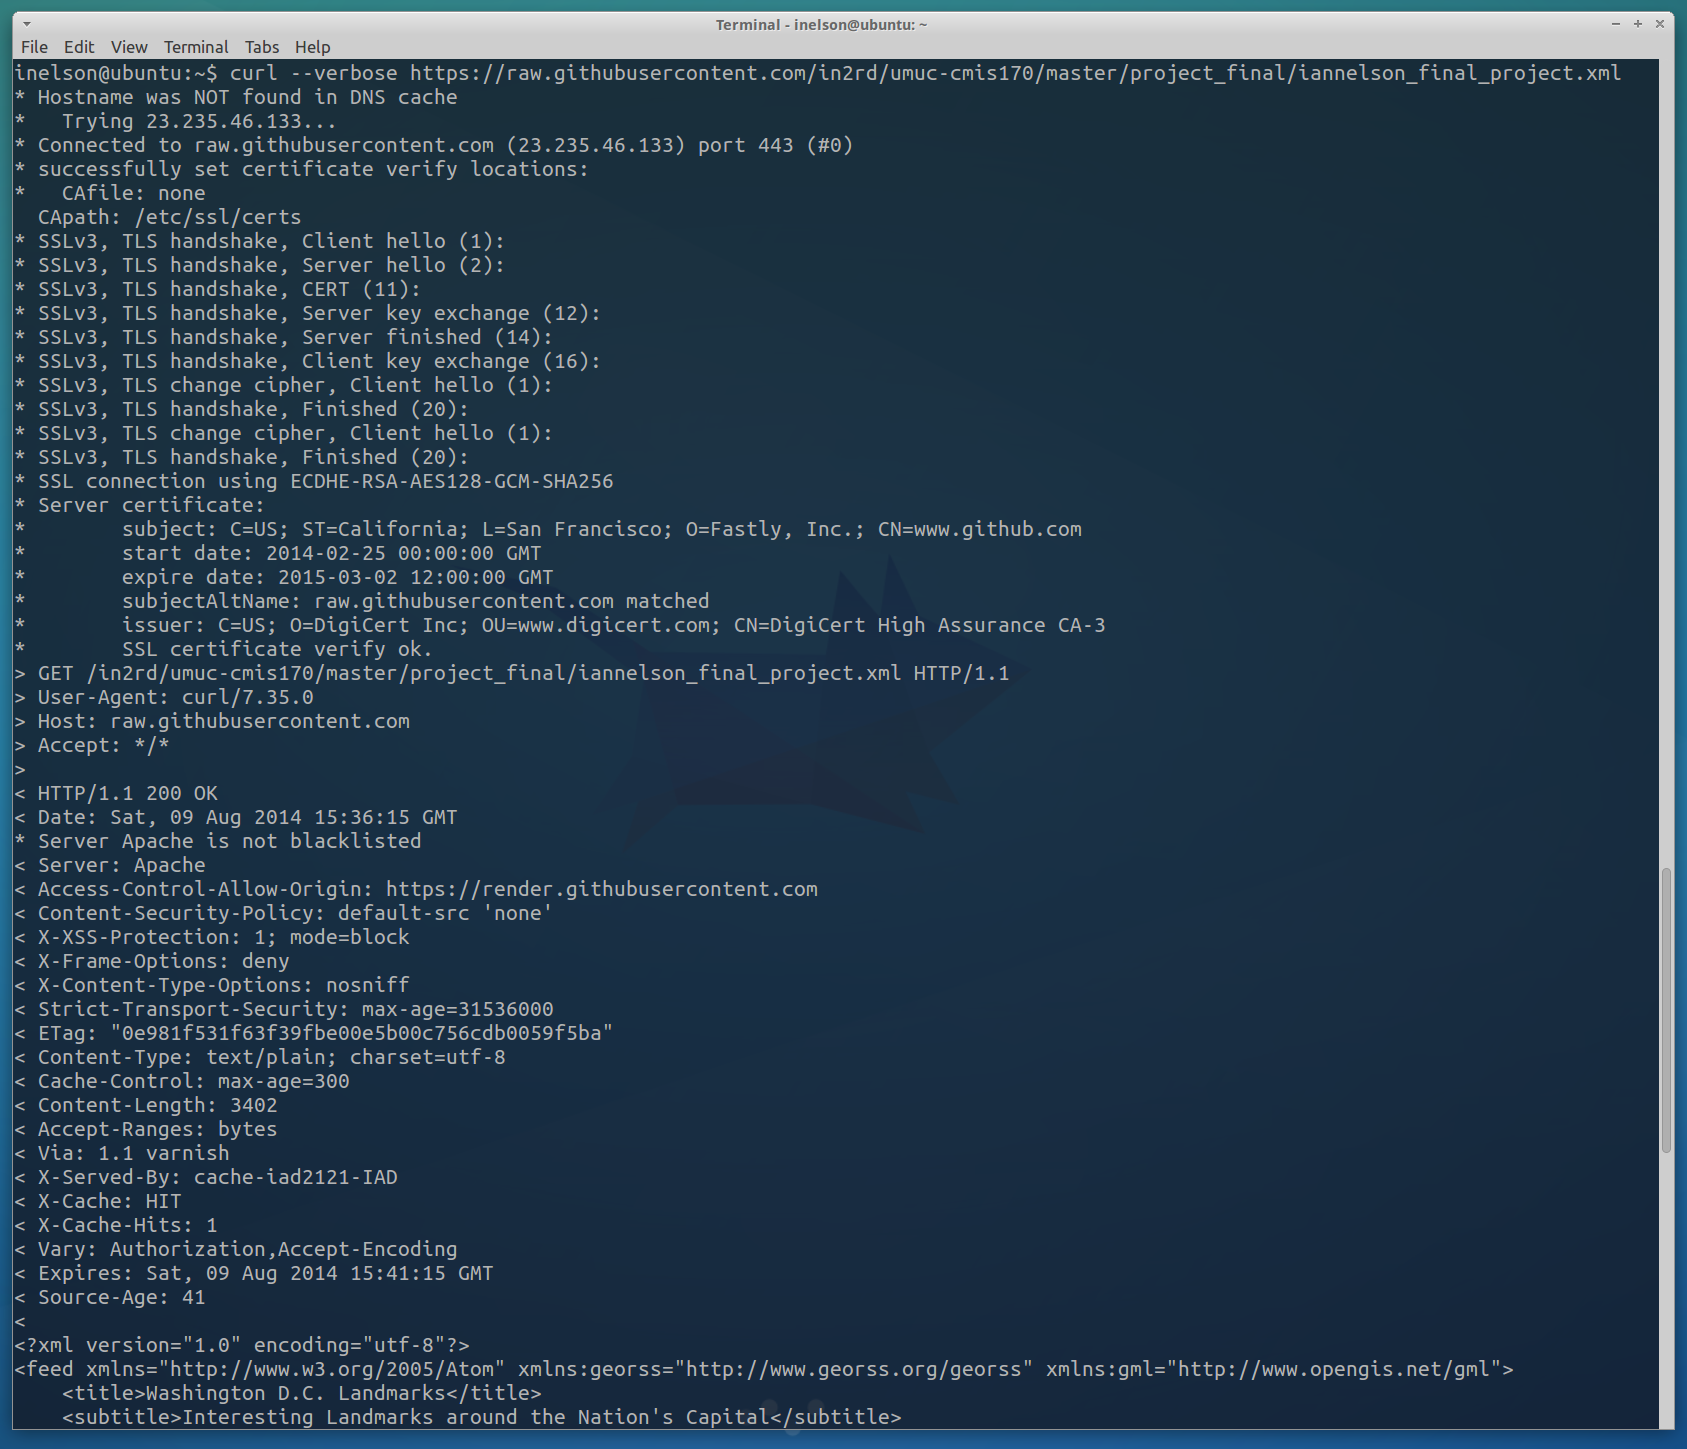 Terminal - inelson@ubuntu: ~
File Edit View Terminal Tabs Help
inelson@ubuntu:~$ curl --verbose https://raw.githubusercontent.com/in2rd/umuc-cmis170/master/project_final/iannelson_final_project.xml
* Hostname was NOT found in DNS cache
*   Trying 23.235.46.133...
* Connected to raw.githubusercontent.com (23.235.46.133) port 443 (#0)
* successfully set certificate verify locations:
*   CAfile: none
  CApath: /etc/ssl/certs
* SSLv3, TLS handshake, Client hello (1):
* SSLv3, TLS handshake, Server hello (2):
* SSLv3, TLS handshake, CERT (11):
* SSLv3, TLS handshake, Server key exchange (12):
* SSLv3, TLS handshake, Server finished (14):
* SSLv3, TLS handshake, Client key exchange (16):
* SSLv3, TLS change cipher, Client hello (1):
* SSLv3, TLS handshake, Finished (20):
* SSLv3, TLS change cipher, Client hello (1):
* SSLv3, TLS handshake, Finished (20):
* SSL connection using ECDHE-RSA-AES128-GCM-SHA256
* Server certificate:
*        subject: C=US; ST=California; L=San Francisco; O=Fastly, Inc.; CN=www.github.com
*        start date: 2014-02-25 00:00:00 GMT
*        expire date: 2015-03-02 12:00:00 GMT
*        subjectAltName: raw.githubusercontent.com matched
*        issuer: C=US; O=DigiCert Inc; OU=www.digicert.com; CN=DigiCert High Assurance CA-3
*        SSL certificate verify ok.
> GET /in2rd/umuc-cmis170/master/project_final/iannelson_final_project.xml HTTP/1.1
> User-Agent: curl/7.35.0
> Host: raw.githubusercontent.com
> Accept: */*
>
< HTTP/1.1 200 OK
< Date: Sat, 09 Aug 2014 15:36:15 GMT
* Server Apache is not blacklisted
< Server: Apache
< Access-Control-Allow-Origin: https://render.githubusercontent.com
< Content-Security-Policy: default-src 'none'
< X-XSS-Protection: 1; mode=block
< X-Frame-Options: deny
< X-Content-Type-Options: nosniff
< Strict-Transport-Security: max-age=31536000
< ETag: "0e981f531f63f39fbe00e5b00c756cdb0059f5ba"
< Content-Type: text/plain; charset=utf-8
< Cache-Control: max-age=300
< Content-Length: 3402
< Accept-Ranges: bytes
< Via: 1.1 varnish
< X-Served-By: cache-iad2121-IAD
< X-Cache: HIT
< X-Cache-Hits: 1
< Vary: Authorization,Accept-Encoding
< Expires: Sat, 09 Aug 2014 15:41:15 GMT
< Source-Age: 41
<
<?xml version="1.0" encoding="utf-8"?>
<feed xmlns="http://www.w3.org/2005/Atom" xmlns:georss="http://www.georss.org/georss" xmlns:gml="http://www.opengis.net/gml">
    <title>Washington D.C. Landmarks</title>
    <subtitle>Interesting Landmarks around the Nation's Capital</subtitle>